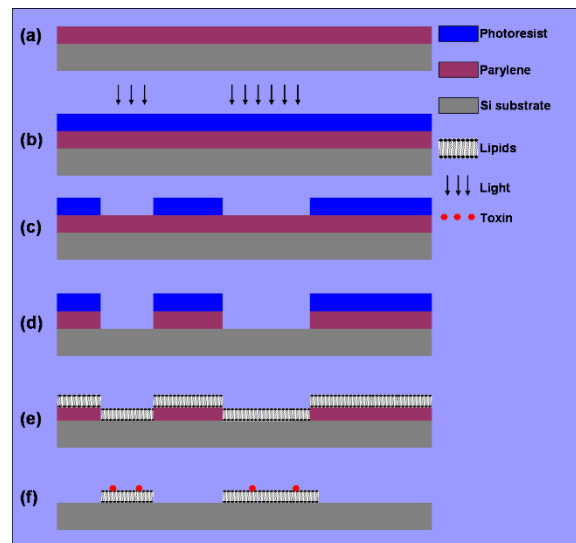 (a)
Photoresist
Parylene
Si substrate
(b)
Lipids
Light
(c)
Toxin
(d)
(e)
(f)